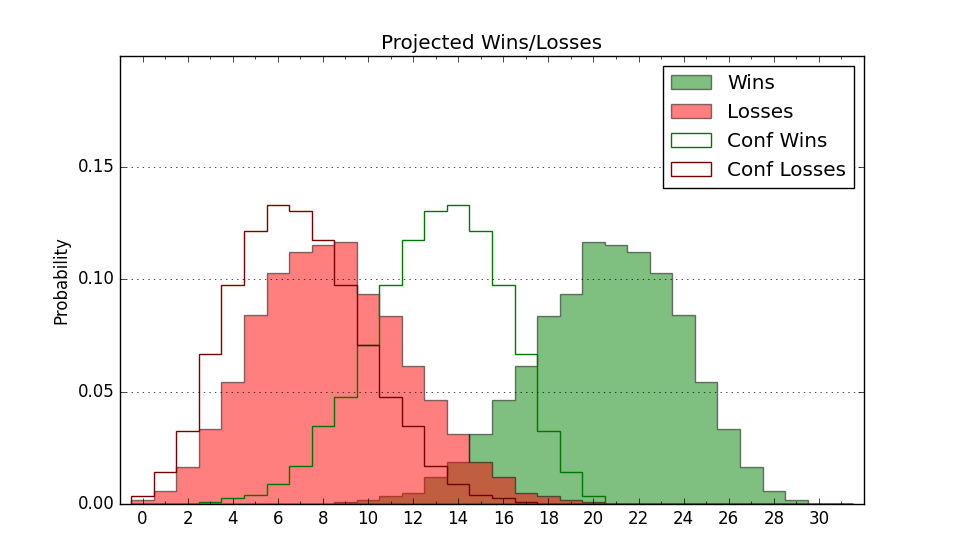 Projected Wins/Losses
Wins
Losses
Conf Wins
Conf Losses
Probability
0.15
0.10
0.05
0.00
0 2 4 6 8 10 12 14 16 18 20 22 24 26 28 30